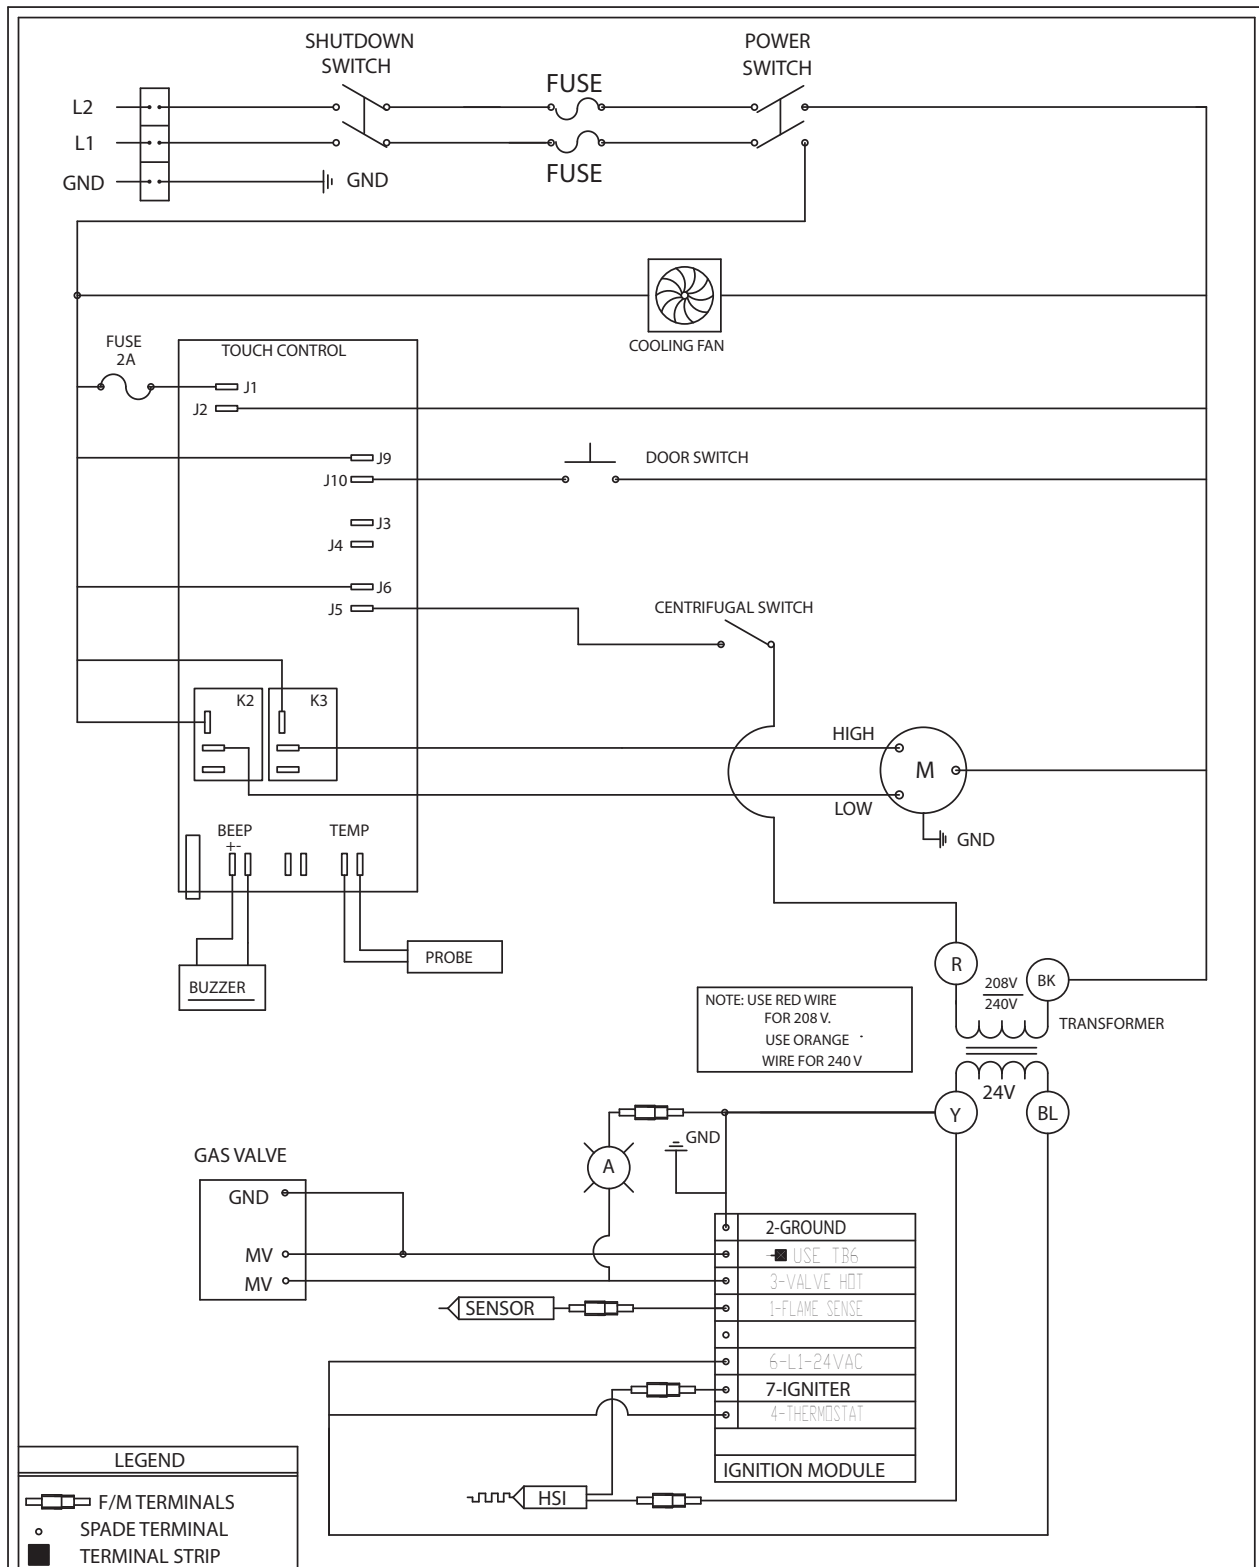 SHUTDOWN
SWITCH
POWER
SWITCH
FUSE
L2
L1
FUSE
GND
GND
COOLING FAN
FUSE
2A
TOUCH CONTROL
J1
J2
J9
J10
DOOR SWITCH
J3
J4
J6
J5
CENTRIFUGAL SWITCH
K2
K3
HIGH
M
LOW
GND
BEEP
+-
TEMP
BUZZER
PROBE
R
208V
240V
BK
TRANSFORMER
NOTE: USE RED WIRE
FOR 208 V.
USE ORANGE
WIRE FOR 240 V
24V
Y
BL
GND
A
GAS VALVE
GND
MV
MV
2-GROUND
USE TB6
3-VALVE HOT
1-FLAME SENSE
SENSOR
6-L1-24VAC
7-IGNITER
4-THERMOSTAT
IGNITION MODULE
HSI
LEGEND
F/M TERMINALS
SPADE TERMINAL
TERMINAL STRIP